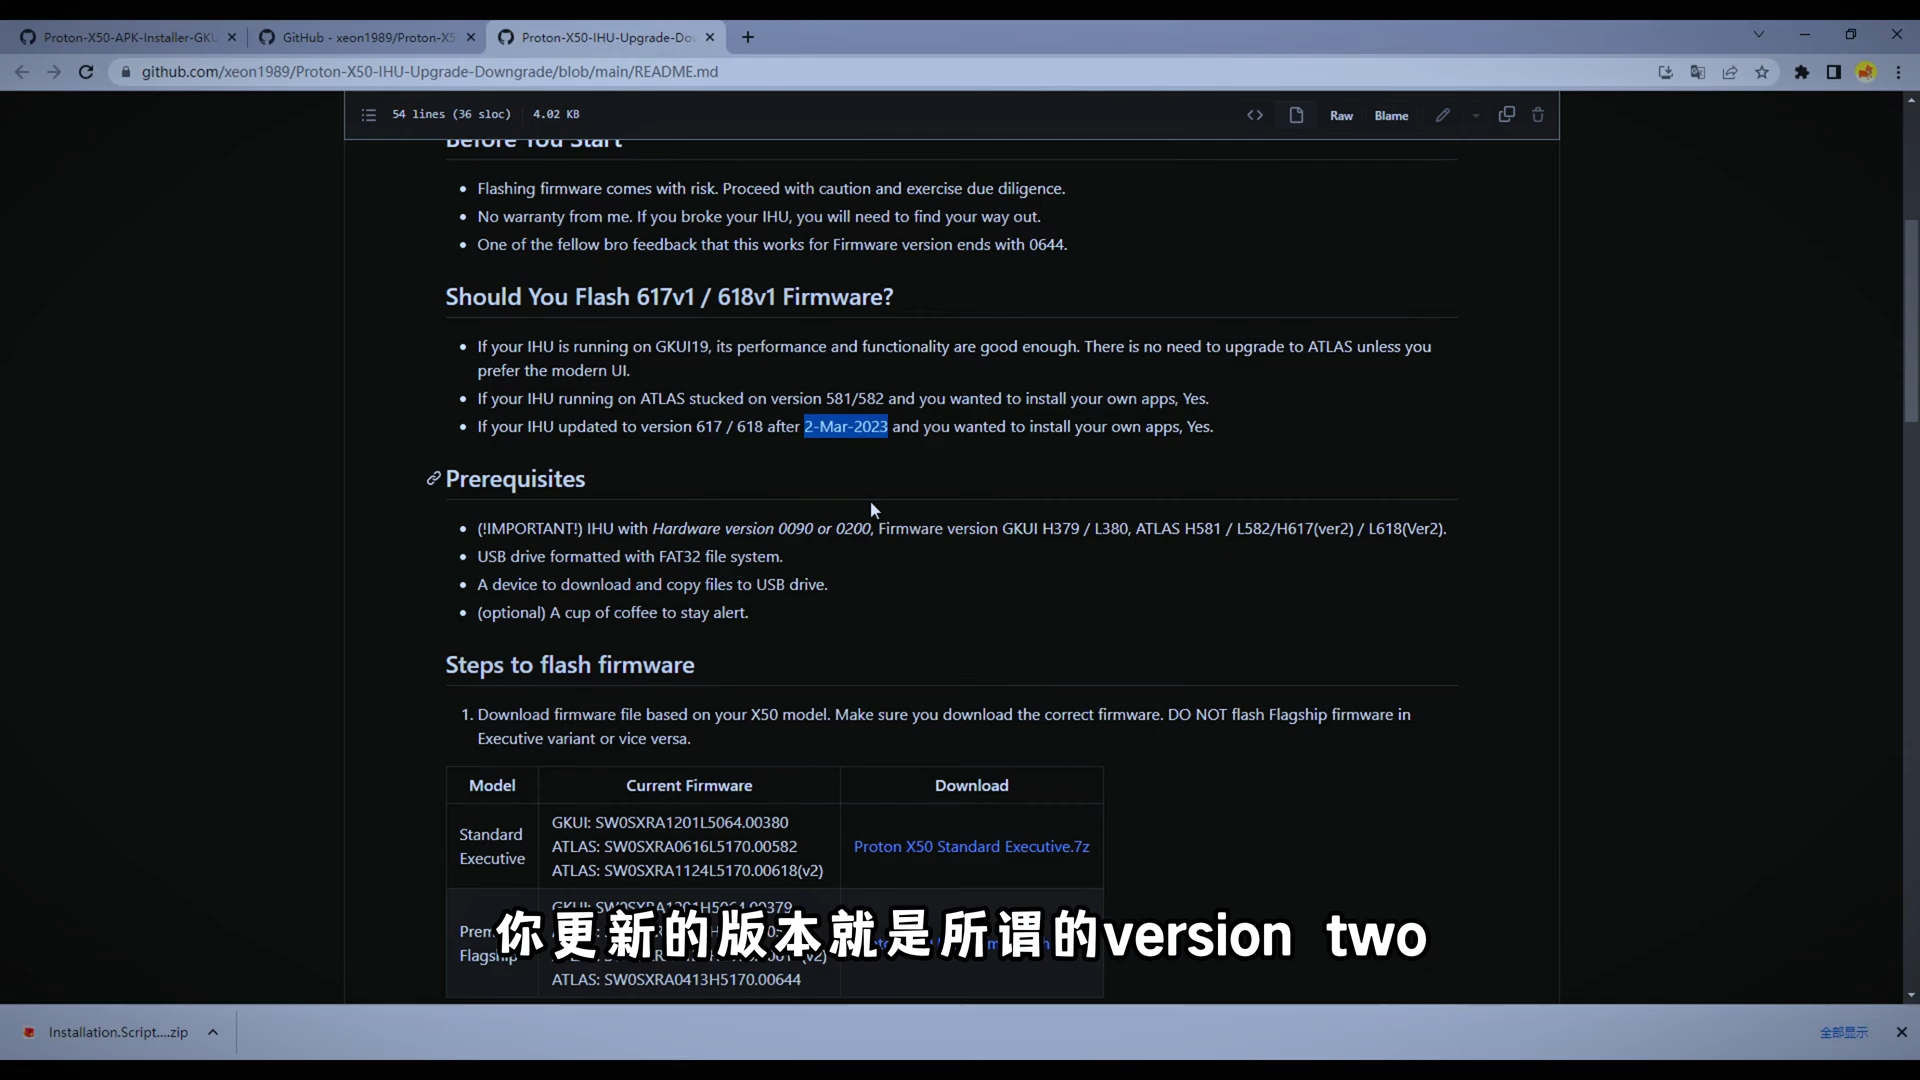 Proton-X50-APK-Installer-GKU
GitHub - xeon1989/Proton-X5
Proton-X50-IHU-Upgrade-Dow
github.com/xeon1989/Proton-X50-IHU-Upgrade-Downgrade/blob/main/README.md
54 lines (36 sloc) 4.02 KB
Raw Blame
Before You Start
Flashing firmware comes with risk. Proceed with caution and exercise due diligence.
No warranty from me. If you broke your IHU, you will need to find your way out.
One of the fellow bro feedback that this works for Firmware version ends with 0644.
Should You Flash 617v1 / 618v1 Firmware?
If your IHU is running on GKUI19, its performance and functionality are good enough. There is no need to upgrade to ATLAS unless you
prefer the modern UI.
If your IHU running on ATLAS stucked on version 581/582 and you wanted to install your own apps, Yes.
If your IHU updated to version 617 / 618 after 2-Mar-2023 and you wanted to install your own apps, Yes.
Prerequisites
(!IMPORTANT!) IHU with Hardware version 0090 or 0200, Firmware version GKUI H379 / L380, ATLAS H581 / L582/H617(ver2) / L618(Ver2).
USB drive formatted with FAT32 file system.
A device to download and copy files to USB drive.
(optional) A cup of coffee to stay alert.
Steps to flash firmware
1. Download firmware file based on your X50 model. Make sure you download the correct firmware. DO NOT flash Flagship firmware in
Executive variant or vice versa.
Model Current Firmware Download
Standard
Executive
GKUI: SW0SXRA1201L5064.00380
ATLAS: SW0SXRA0616L5170.00582
ATLAS: SW0SXRA1124L5170.00618(v2)
Proton X50 Standard Executive.7z
GKUI: SW0SXRA1201H5064.00379
ATLAS: SW0SXRA0413H5170.00644
你更新的版本就是所谓的version two
Installation.Script....zip
全部显示